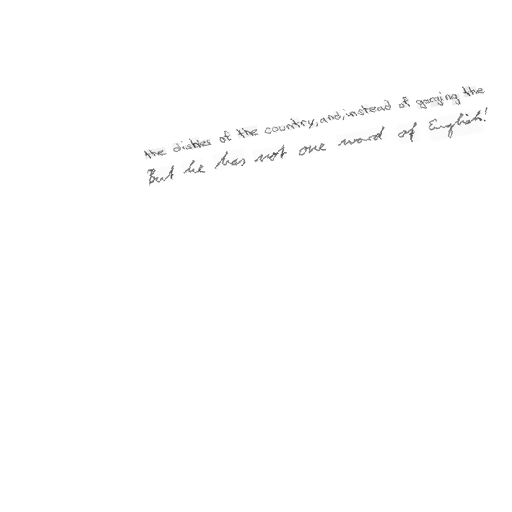 the dishes of the country, and, instead of gorging the
But he has not one word of English!